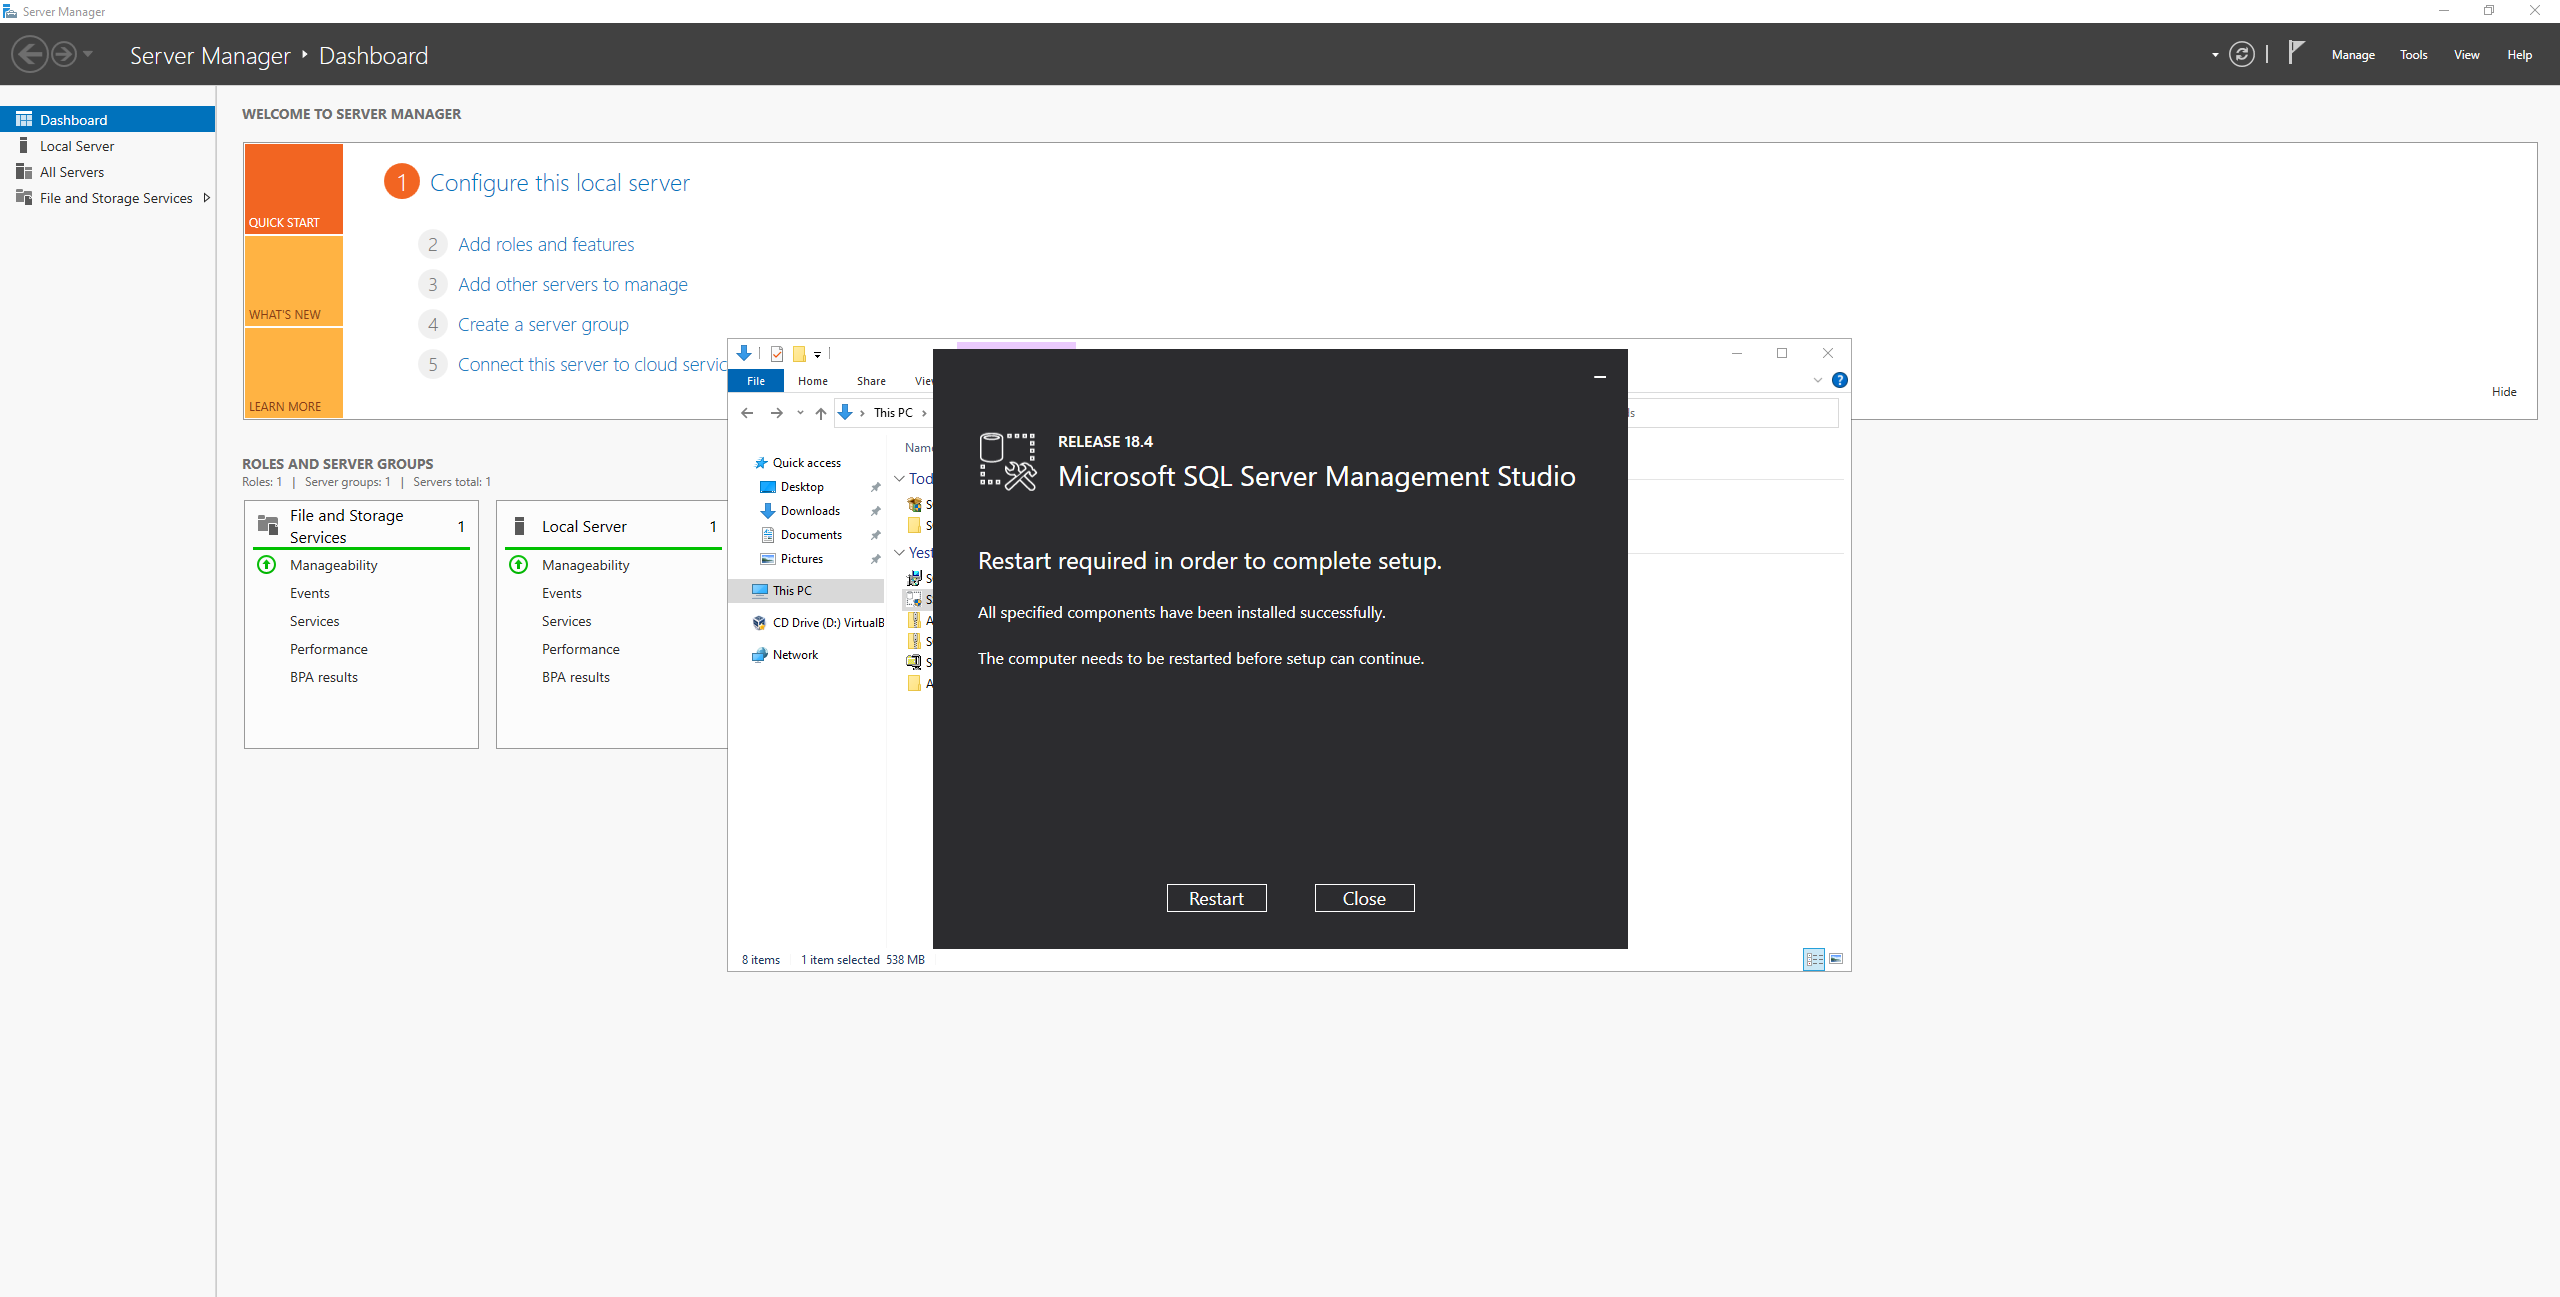 Server Manager
Server Manager Dashboard
Manage Tools View Help
Dashboard
Local Server
All Servers
File and Storage Services
WELCOME TO SERVER MANAGER
QUICK START
WHAT'S NEW
LEARN MORE
1 Configure this local server
2 Add roles and features
3 Add other servers to manage
4 Create a server group
5 Connect this server to cloud servic
Hide
ROLES AND SERVER GROUPS
Roles: 1 | Server groups: 1 | Servers total: 1
File and Storage Services 1
Manageability
Events
Services
Performance
BPA results
Local Server 1
Manageability
Events
Services
Performance
BPA results
File Home Share
This PC
Quick access
Desktop
Downloads
Documents
Pictures
This PC
CD Drive (D:) VirtualB
Network
8 items 1 item selected 538 MB
RELEASE 18.4
Microsoft SQL Server Management Studio
Restart required in order to complete setup.
All specified components have been installed successfully.
The computer needs to be restarted before setup can continue.
Restart Close